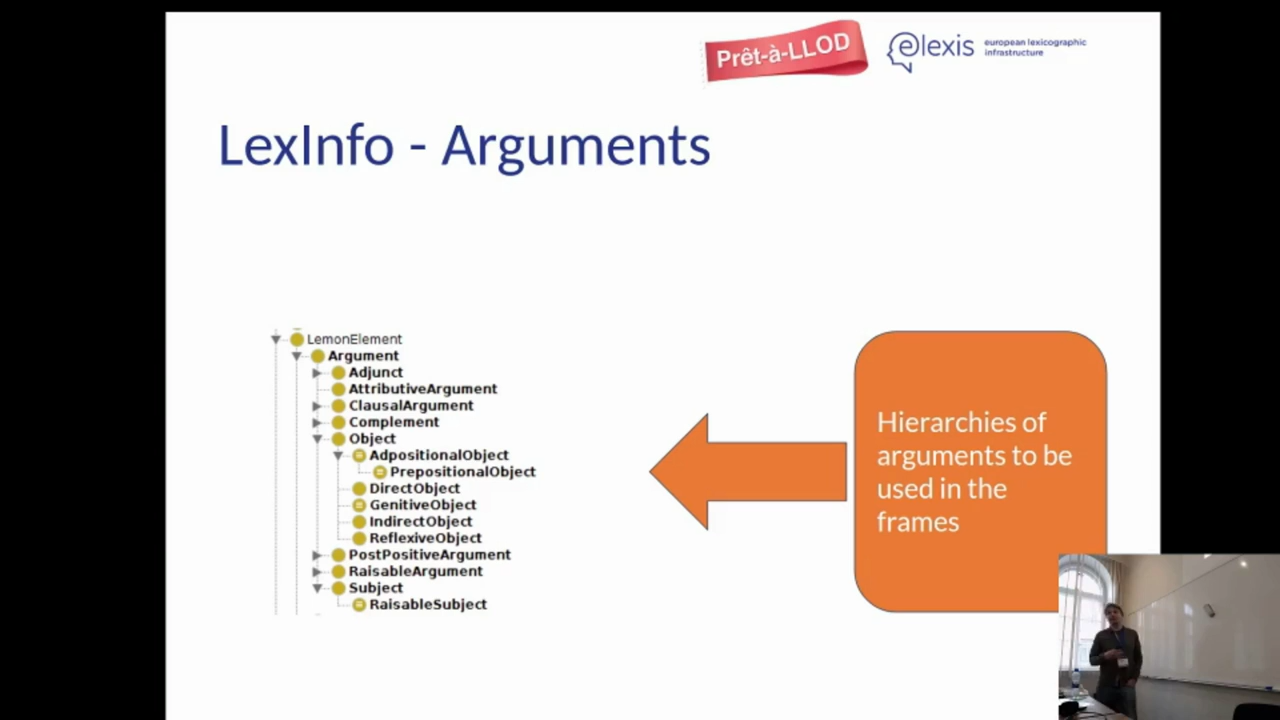 Prêt-à-LLOD
elexis
european lexicographic
infrastructure
LexInfo - Arguments
LemonElement
Argument
Adjunct
AttributiveArgument
ClausalArgument
Complement
Object
AdpositionalObject
PrepositionalObject
DirectObject
GenitiveObject
IndirectObject
ReflexiveObject
PostPositiveArgument
RaisableArgument
Subject
RaisableSubject
Hierarchies of
arguments to be
used in the
frames